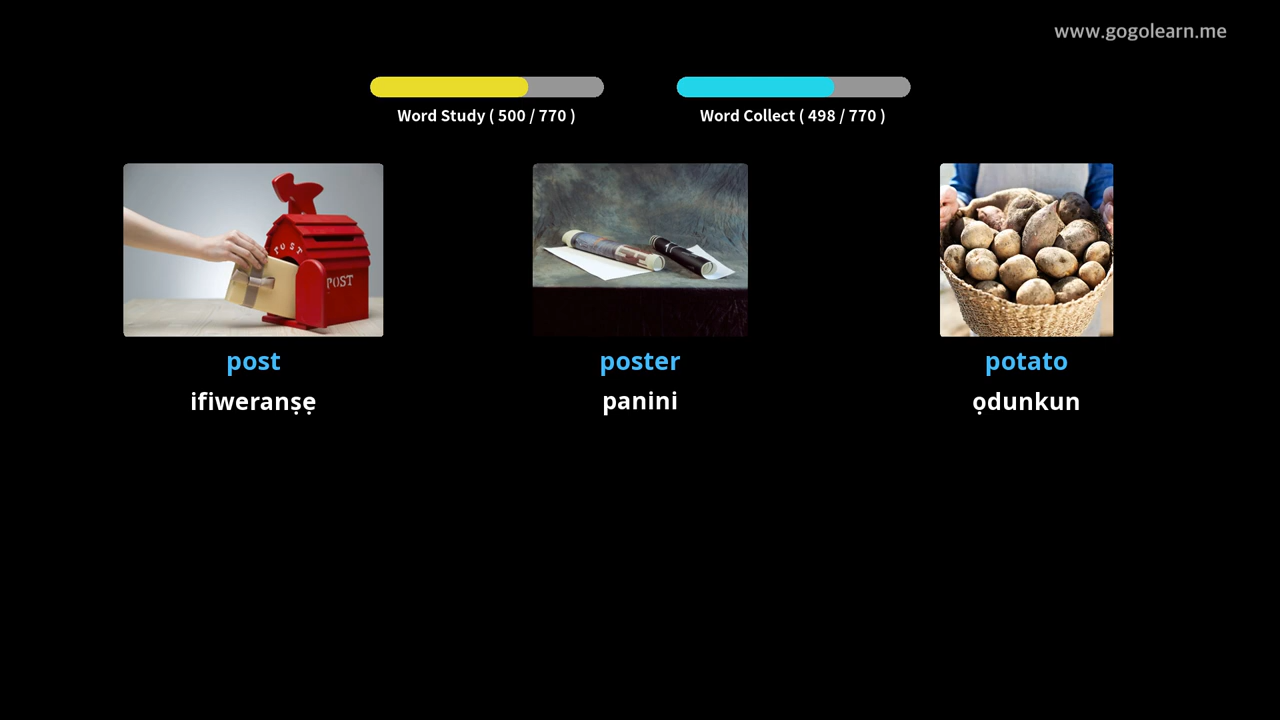 www.gogolearn.me
Word Study ( 500 / 770 )
Word Collect ( 498 / 770 )
POST
POST
post
poster
potato
ifiweranṣẹ
panini
ọdunkun